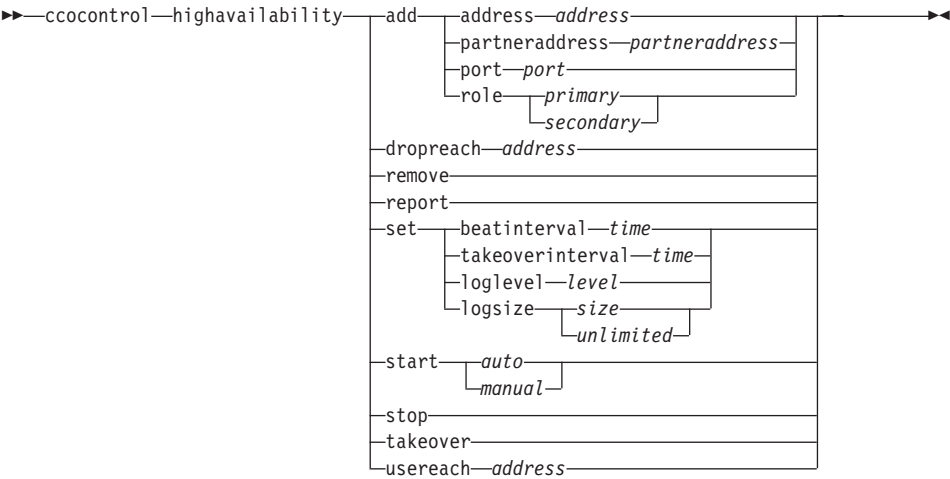 ccocontrol highavailability add address address
partneraddress partneraddress
port port
role primary
secondary
dropreach address
remove
report
set beatinterval time
takeoverinterval time
loglevel level
logsize size
unlimited
start auto
manual
stop
takeover
usereach address